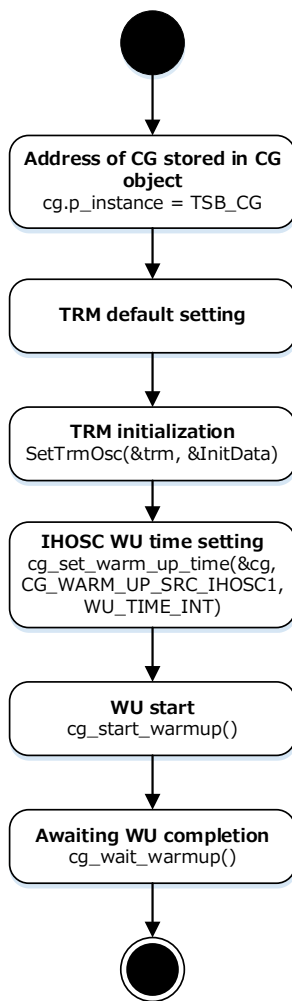 Address of CG stored in CG
object
cg.p_instance = TSB_CG
TRM default setting
TRM initialization
SetTrmOsc(&trm, &InitData)
IHOSC WU time setting
cg_set_warm_up_time(&cg,
CG_WARM_UP_SRC_IHOSC1,
WU_TIME_INT)
WU start
cg_start_warmup()
Awaiting WU completion
cg_wait_warmup()